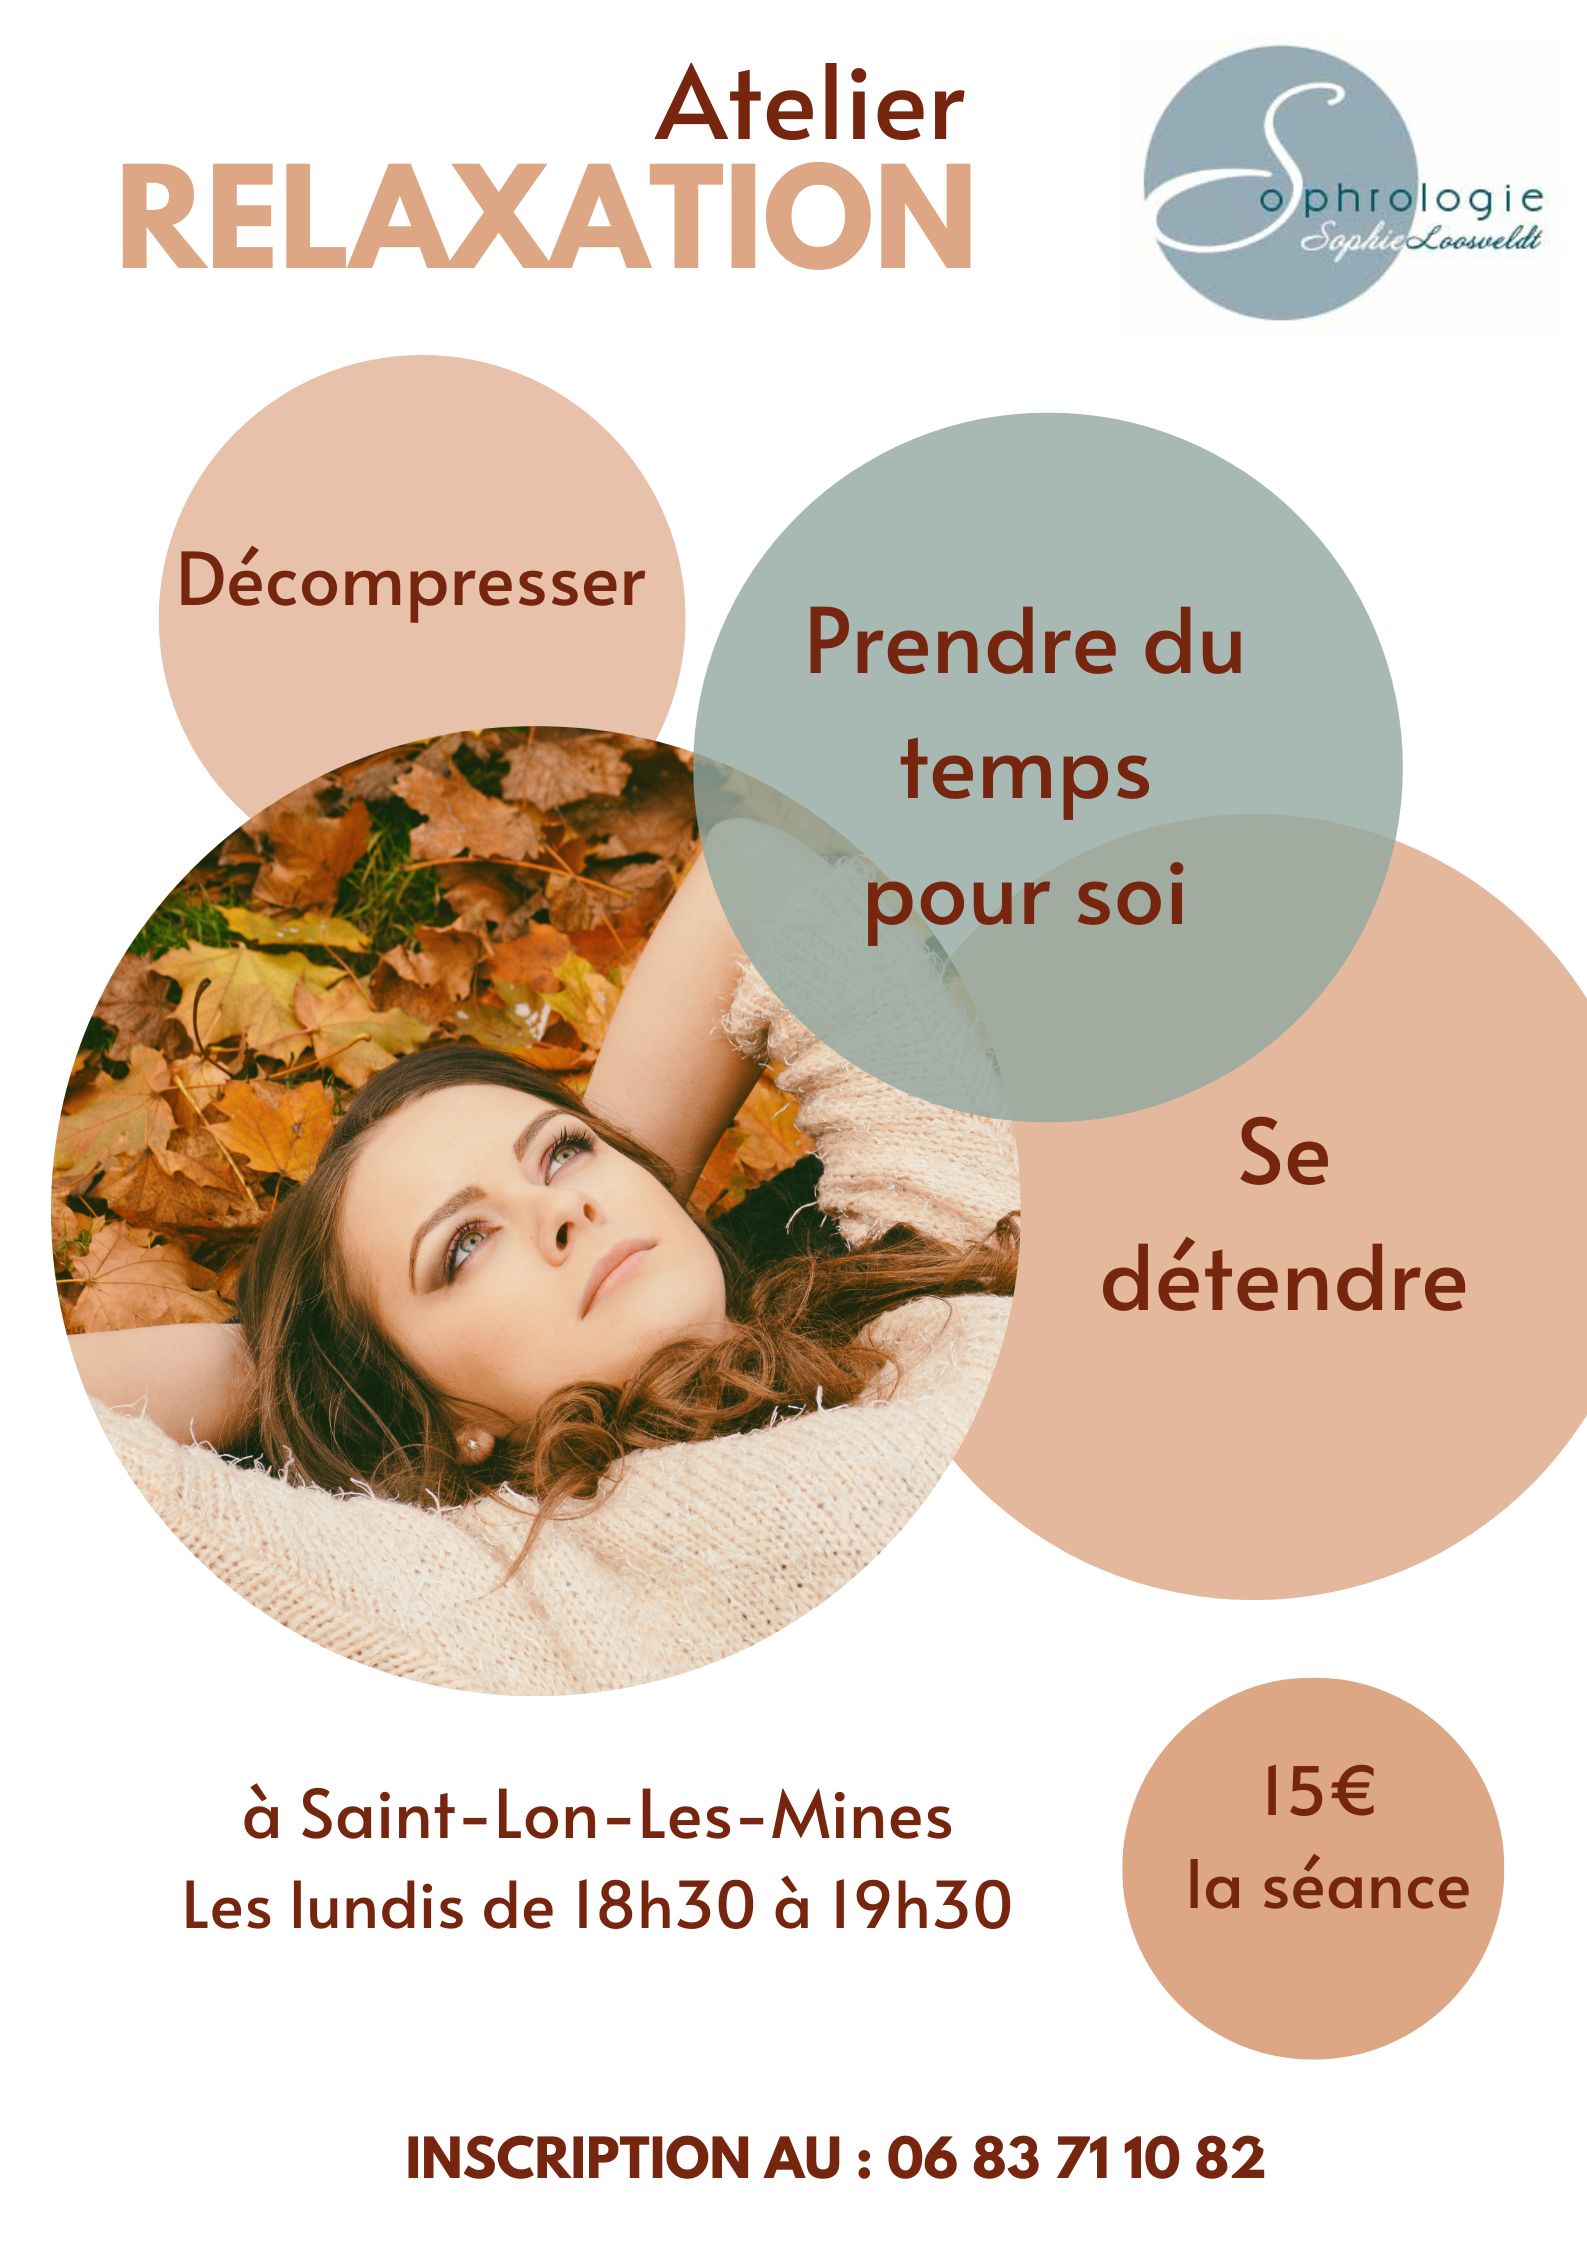 Atelier
RELAXATION
Sophrologie
Sophie Loosveldt
Décompresser
Prendre du
temps
pour soi
Se
détendre
à Saint-Lon-Les-Mines
Les lundis de 18h30 à 19h30
15€
la séance
INSCRIPTION AU : 06 83 71 10 82